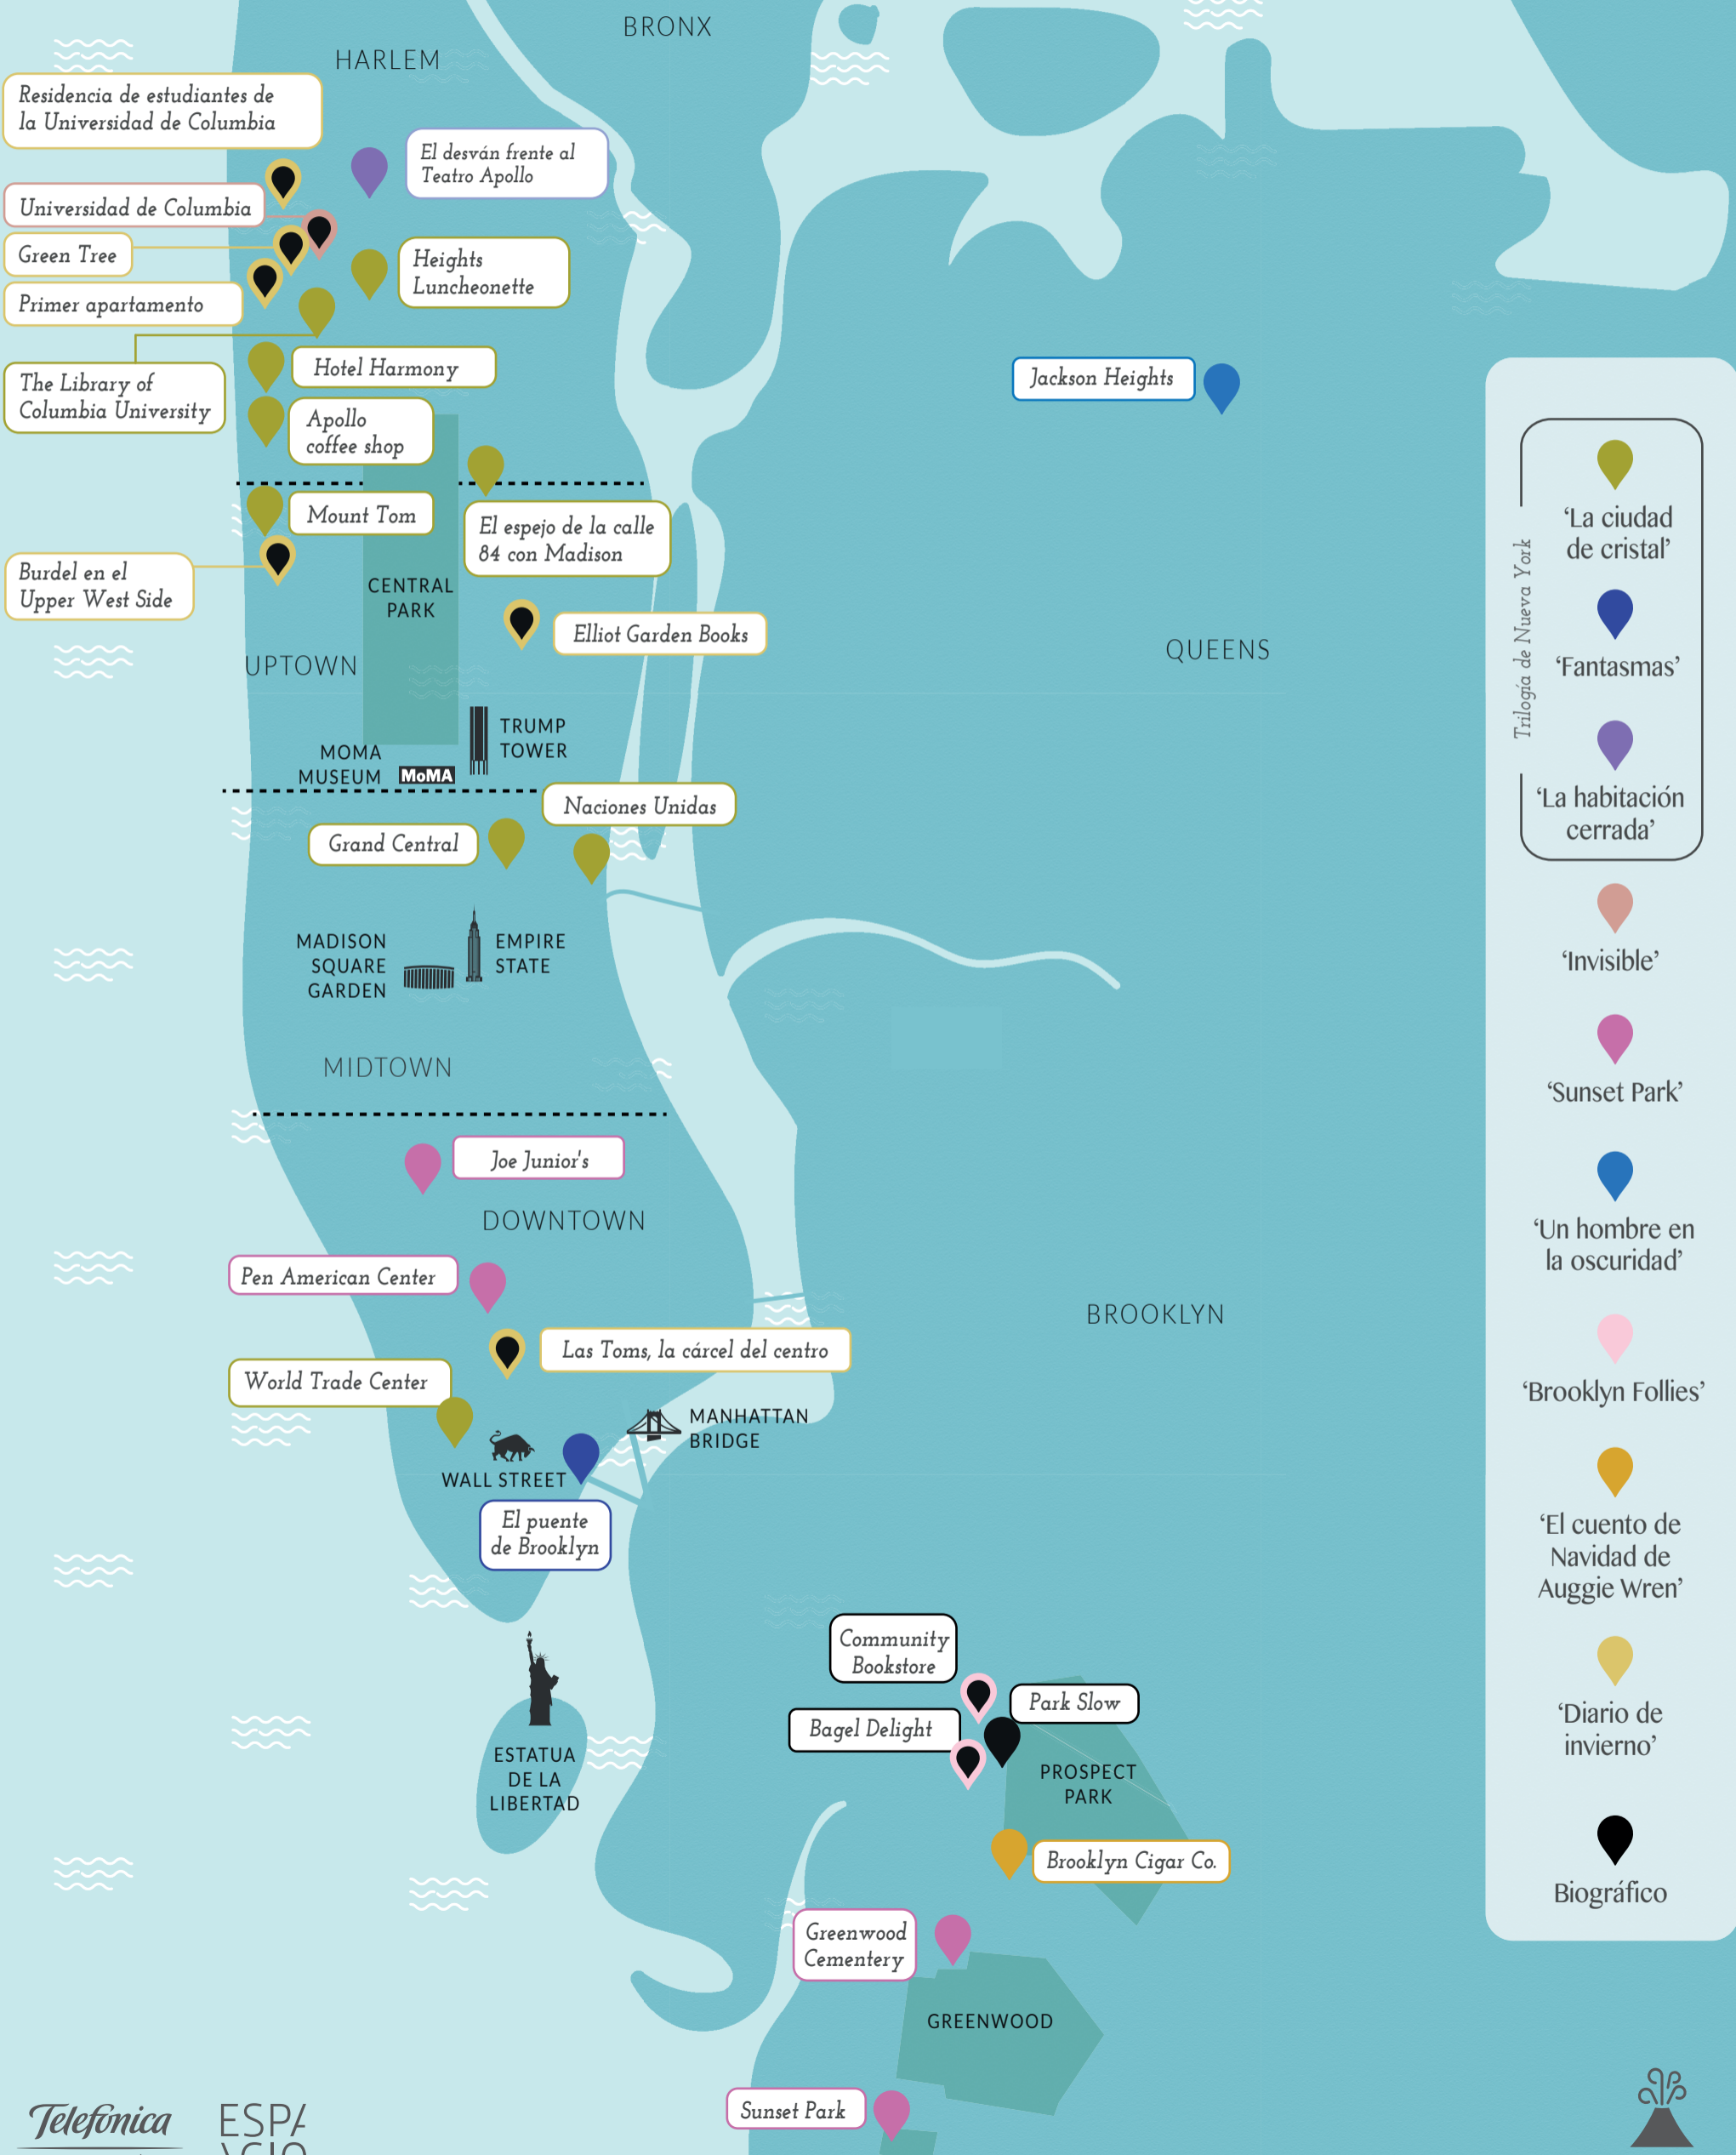 BRONX
HARLEM
Residencia de estudiantes de
la Universidad de Columbia
El desván frente al
Teatro Apollo
Universidad de Columbia
Green Tree
Heights
Luncheonette
Primer apartamento
Hotel Harmony
The Library of
Columbia University
Jackson Heights
Apollo
coffee shop
Mount Tom
El espejo de la calle
84 con Madison
Burdel en el
Upper West Side
CENTRAL
PARK
Elliot Garden Books
UPTOWN
QUEENS
TRUMP
TOWER
MOMA
MUSEUM
MoMA
Naciones Unidas
Grand Central
MADISON
SQUARE
GARDEN
EMPIRE
STATE
MIDTOWN
Joe Junior's
DOWNTOWN
Pen American Center
BROOKLYN
Las Toms, la cárcel del centro
World Trade Center
MANHATTAN
BRIDGE
WALL STREET
El puente
de Brooklyn
Community
Bookstore
Park Slow
Bagel Delight
ESTATUA
DE LA
LIBERTAD
PROSPECT
PARK
Brooklyn Cigar Co.
Greenwood
Cementery
GREENWOOD
Sunset Park
Trilogía de Nueva York
‘La ciudad
de cristal’
‘Fantasmas’
‘La habitación
cerrada’
‘Invisible’
‘Sunset Park’
‘Un hombre en
la oscuridad’
‘Brooklyn Follies’
‘El cuento de
Navidad de
Auggie Wren’
‘Diario de
invierno’
Biográfico
Telefónica